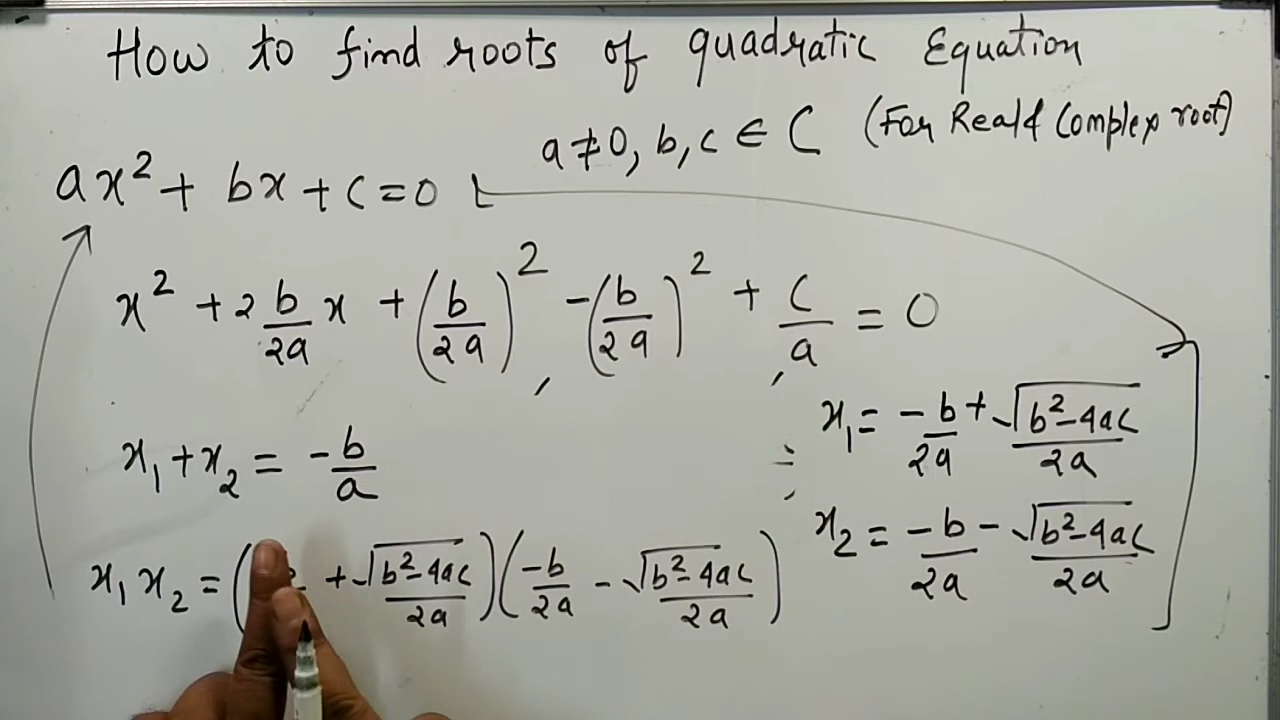 How to find roots of quadratic Equation
a≠0, b, c ∈ C (For Real & Complex root)
ax² + bx + c = 0
x² + 2 b/2a x + (b/2a)² - (b/2a)² + c/a = 0
x₁ + x₂ = -b/a
x₁ = -b/2a + √(b²-4ac)/2a
x₂ = -b/2a - √(b²-4ac)/2a
x₁ x₂ = ( + √(b²-4ac)/2a) (-b/2a - √(b²-4ac)/2a)